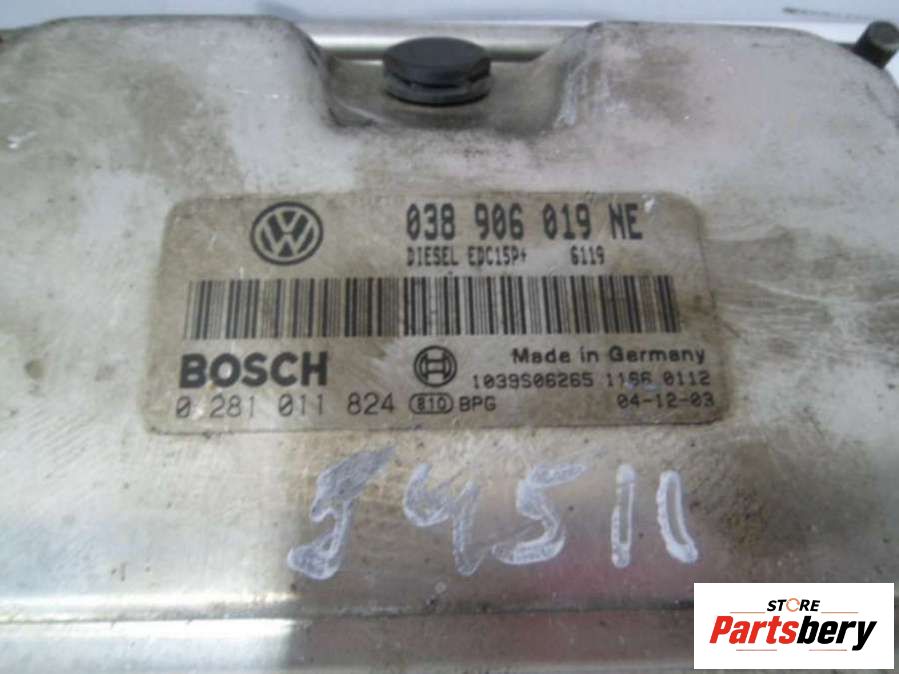 038 906 019 NE
DIESEL EDC15P+ 6119
BOSCH
Made in Germany
1039S06265 1166 0112
0 281 011 824 810 BPG 04-12-03
54511
STORE
Partsbery